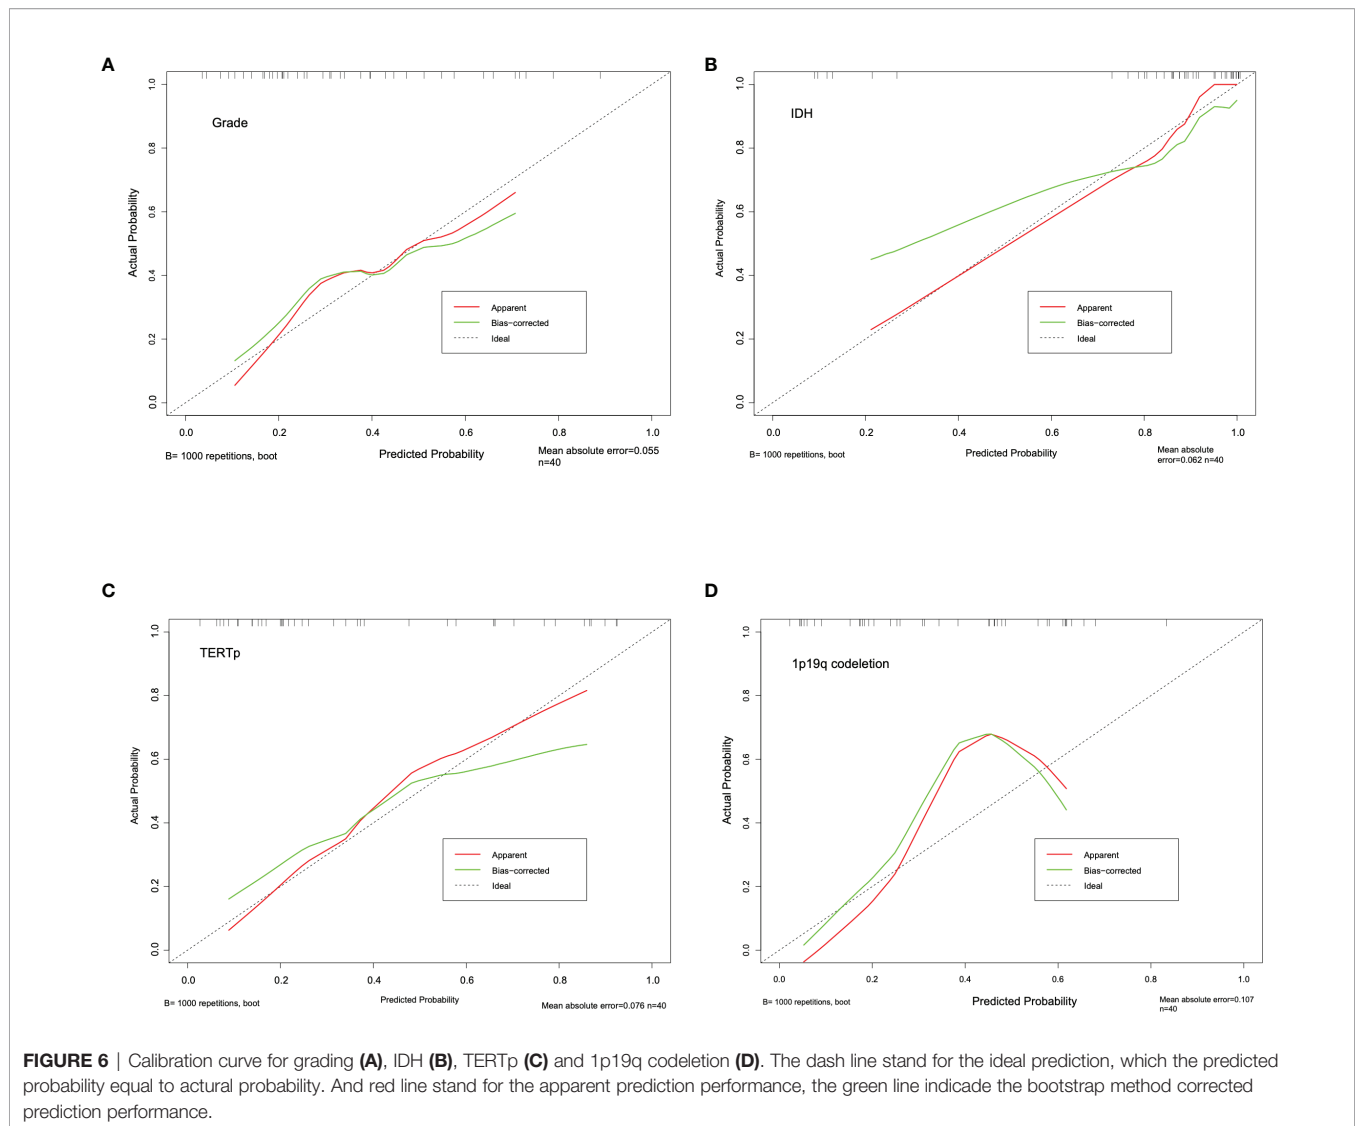 A
Grade
Actual Probability
0.0 0.2 0.4 0.6 0.8 1.0
Apparent
Bias-corrected
Ideal
0.0 0.2 0.4 0.6 0.8 1.0
B= 1000 repetitions, boot
Predicted Probability
Mean absolute error=0.055
n=40
B
IDH
Actual Probability
0.0 0.2 0.4 0.6 0.8 1.0
Apparent
Bias-corrected
Ideal
0.0 0.2 0.4 0.6 0.8 1.0
B= 1000 repetitions, boot
Predicted Probability
Mean absolute
error=0.062 n=40
C
TERTp
Actual Probability
0.0 0.2 0.4 0.6 0.8 1.0
Apparent
Bias-corrected
Ideal
0.0 0.2 0.4 0.6 0.8 1.0
B= 1000 repetitions, boot
Predicted Probability
Mean absolute error=0.076 n=40
D
1p19q codeletion
Actual Probability
0.0 0.2 0.4 0.6 0.8 1.0
Apparent
Bias-corrected
Ideal
0.0 0.2 0.4 0.6 0.8 1.0
B= 1000 repetitions, boot
Predicted Probability
Mean absolute error=0.107
n=40
FIGURE 6 | Calibration curve for grading (A), IDH (B), TERTp (C) and 1p19q codeletion (D). The dash line stand for the ideal prediction, which the predicted
probability equal to actural probability. And red line stand for the apparent prediction performance, the green line indicade the bootstrap method corrected
prediction performance.